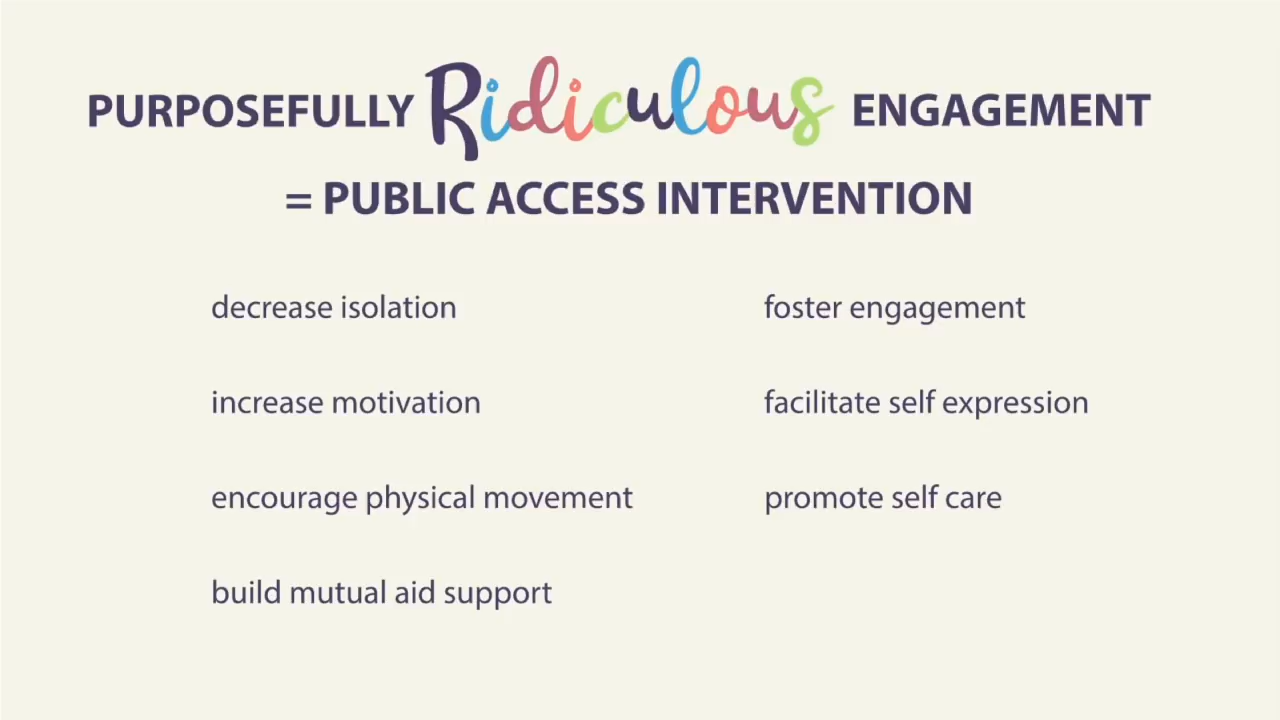 PURPOSEFULLY Ridiculous ENGAGEMENT
= PUBLIC ACCESS INTERVENTION
decrease isolation
increase motivation
encourage physical movement
build mutual aid support
foster engagement
facilitate self expression
promote self care